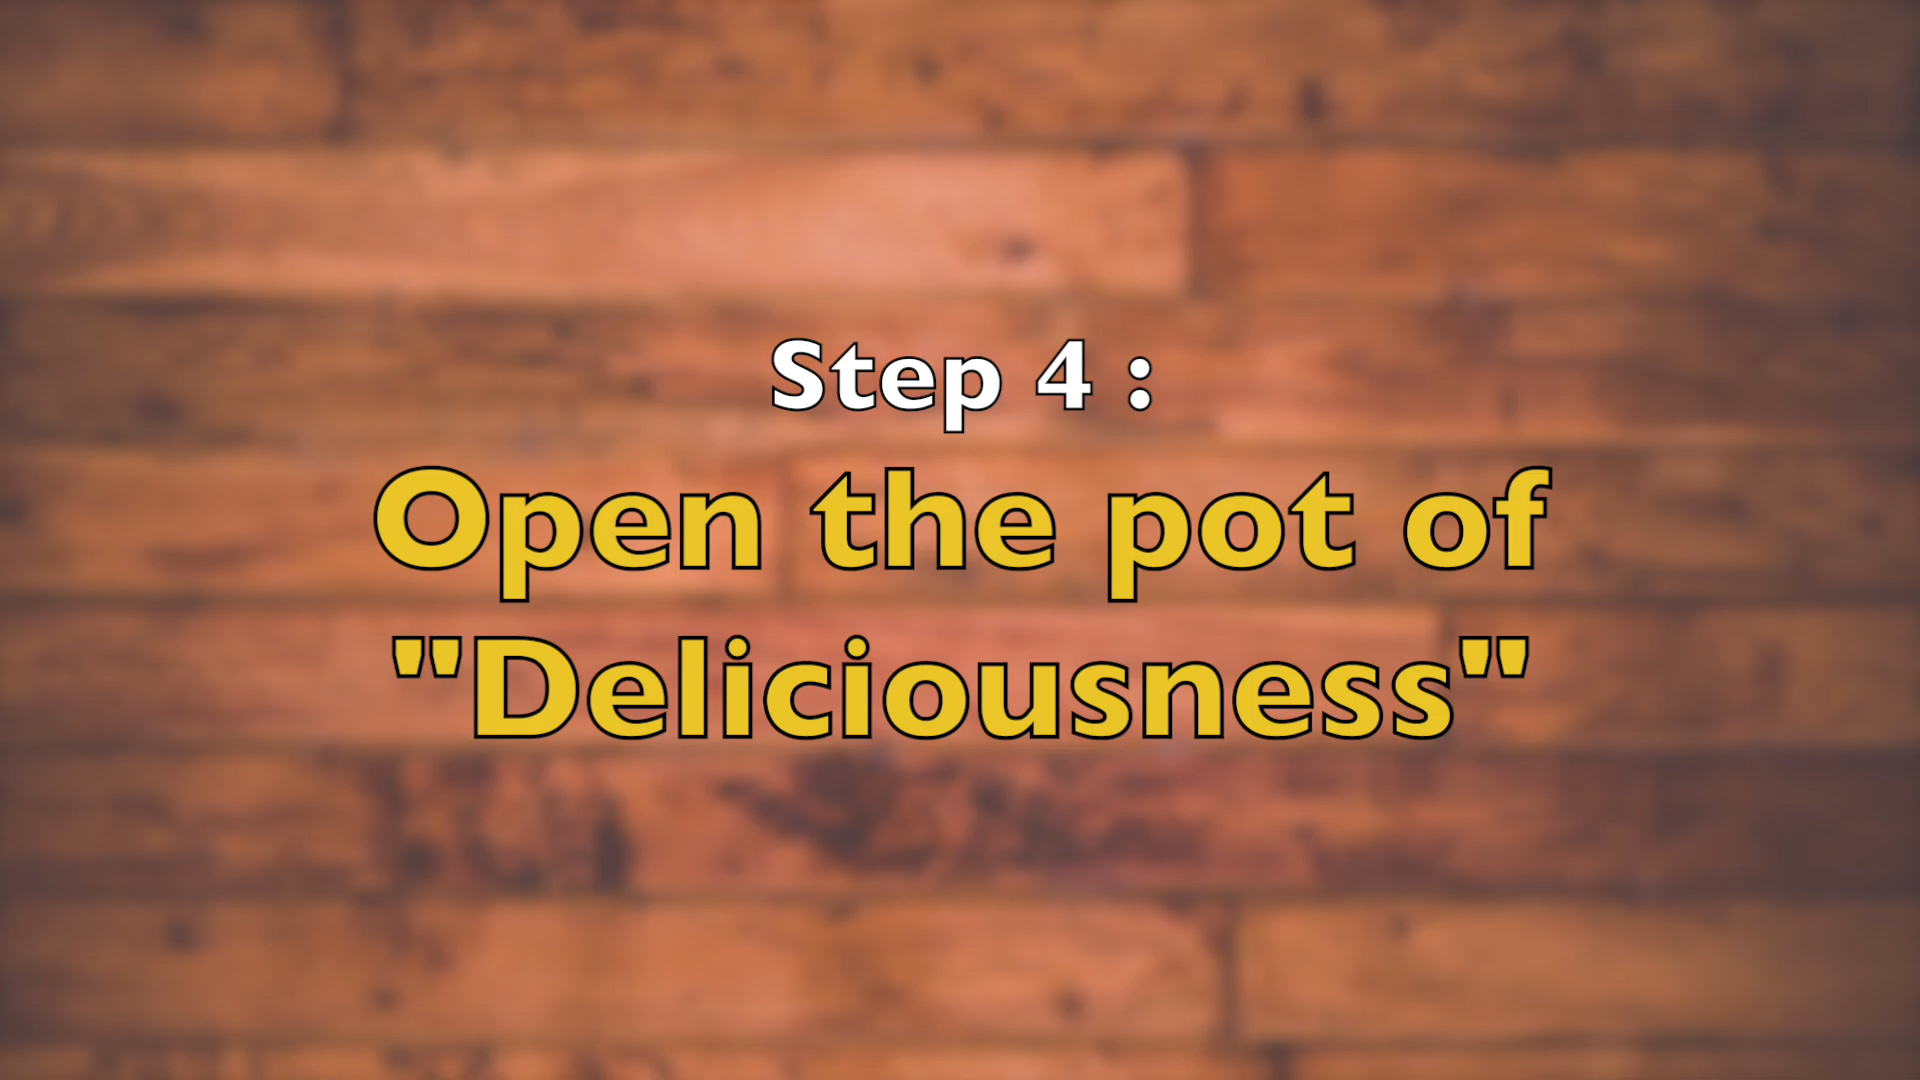 Step 4 :
Open the pot of
"Deliciousness"